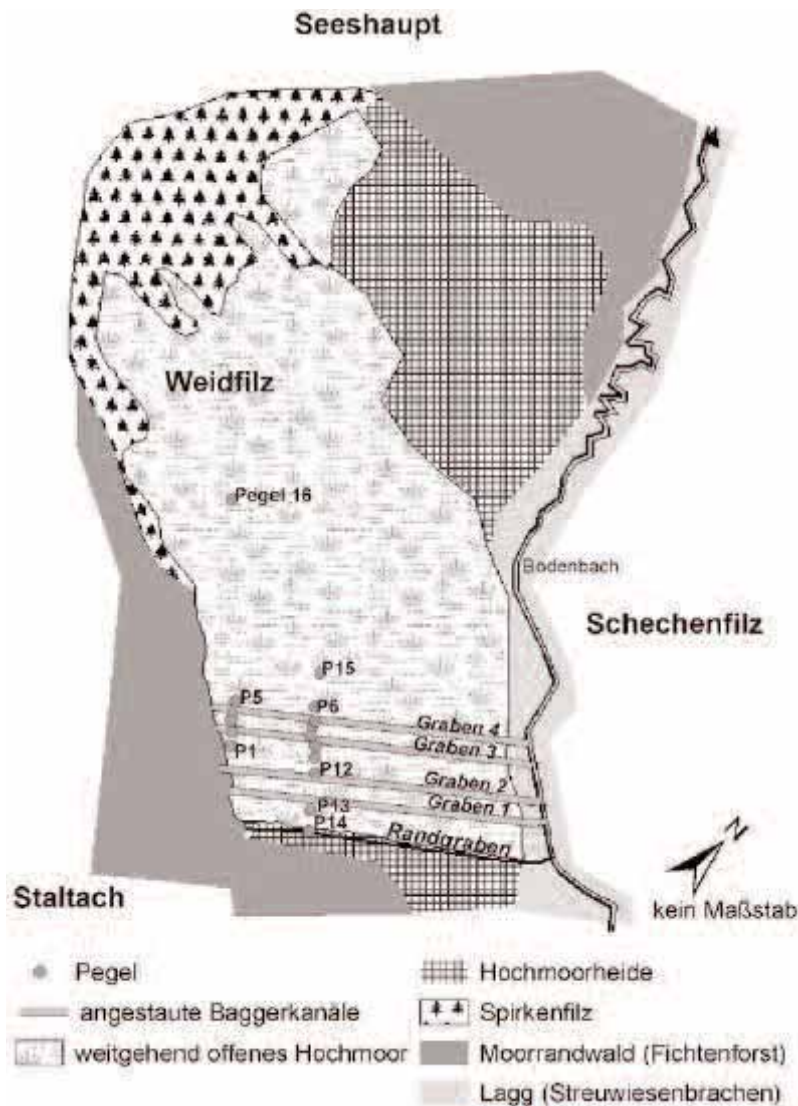 Seeshaupt
Weidfilz
Pegel 16
Bodenbach
Schechenfilz
P15
P5
P6
Graben 4
P1
Graben 3
P12
Graben 2
Graben 1
P13
P14
Randgraben
N
Staltach
kein Maßstab
Pegel
Hochmoorheide
angestaute Baggerkanäle
Spirkenfilz
weitgehend offenes Hochmoor
Moorrandwald (Fichtenforst)
Lagg (Streuwiesenbrachen)